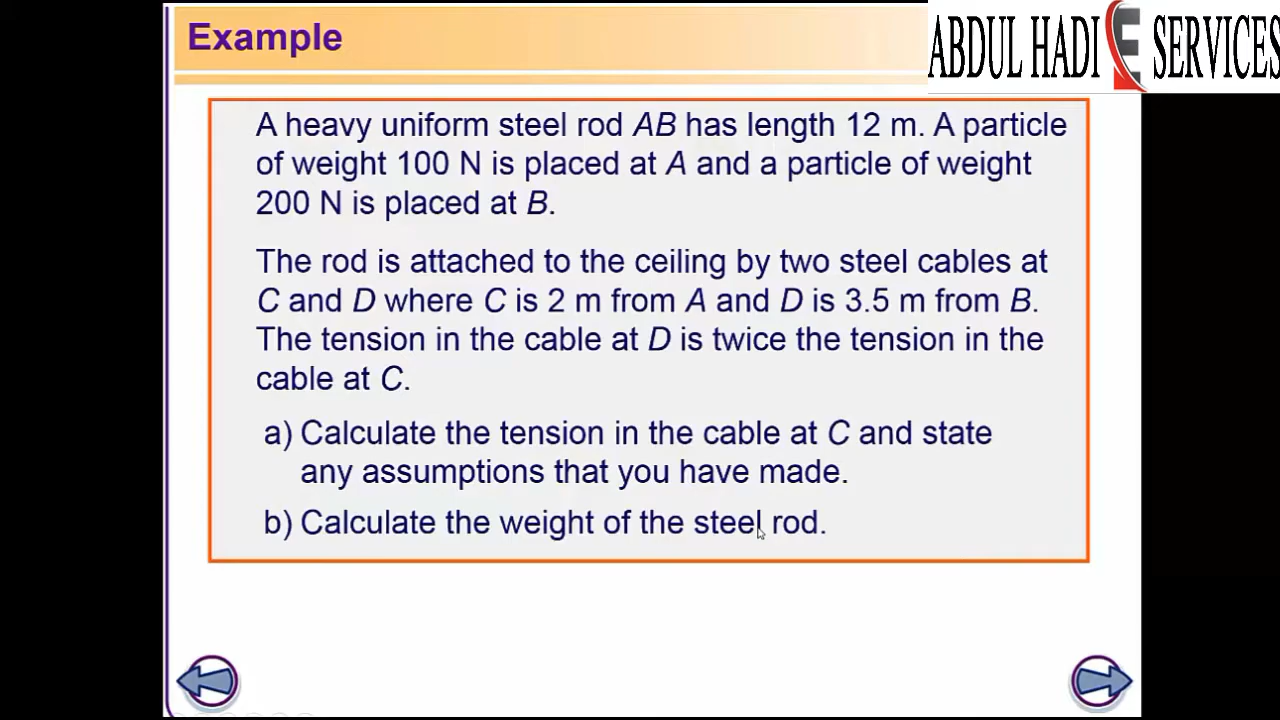 Example
ABDUL HADI E SERVICES
A heavy uniform steel rod AB has length 12 m. A particle
of weight 100 N is placed at A and a particle of weight
200 N is placed at B.
The rod is attached to the ceiling by two steel cables at
C and D where C is 2 m from A and D is 3.5 m from B.
The tension in the cable at D is twice the tension in the
cable at C.
a) Calculate the tension in the cable at C and state
any assumptions that you have made.
b) Calculate the weight of the steel rod.